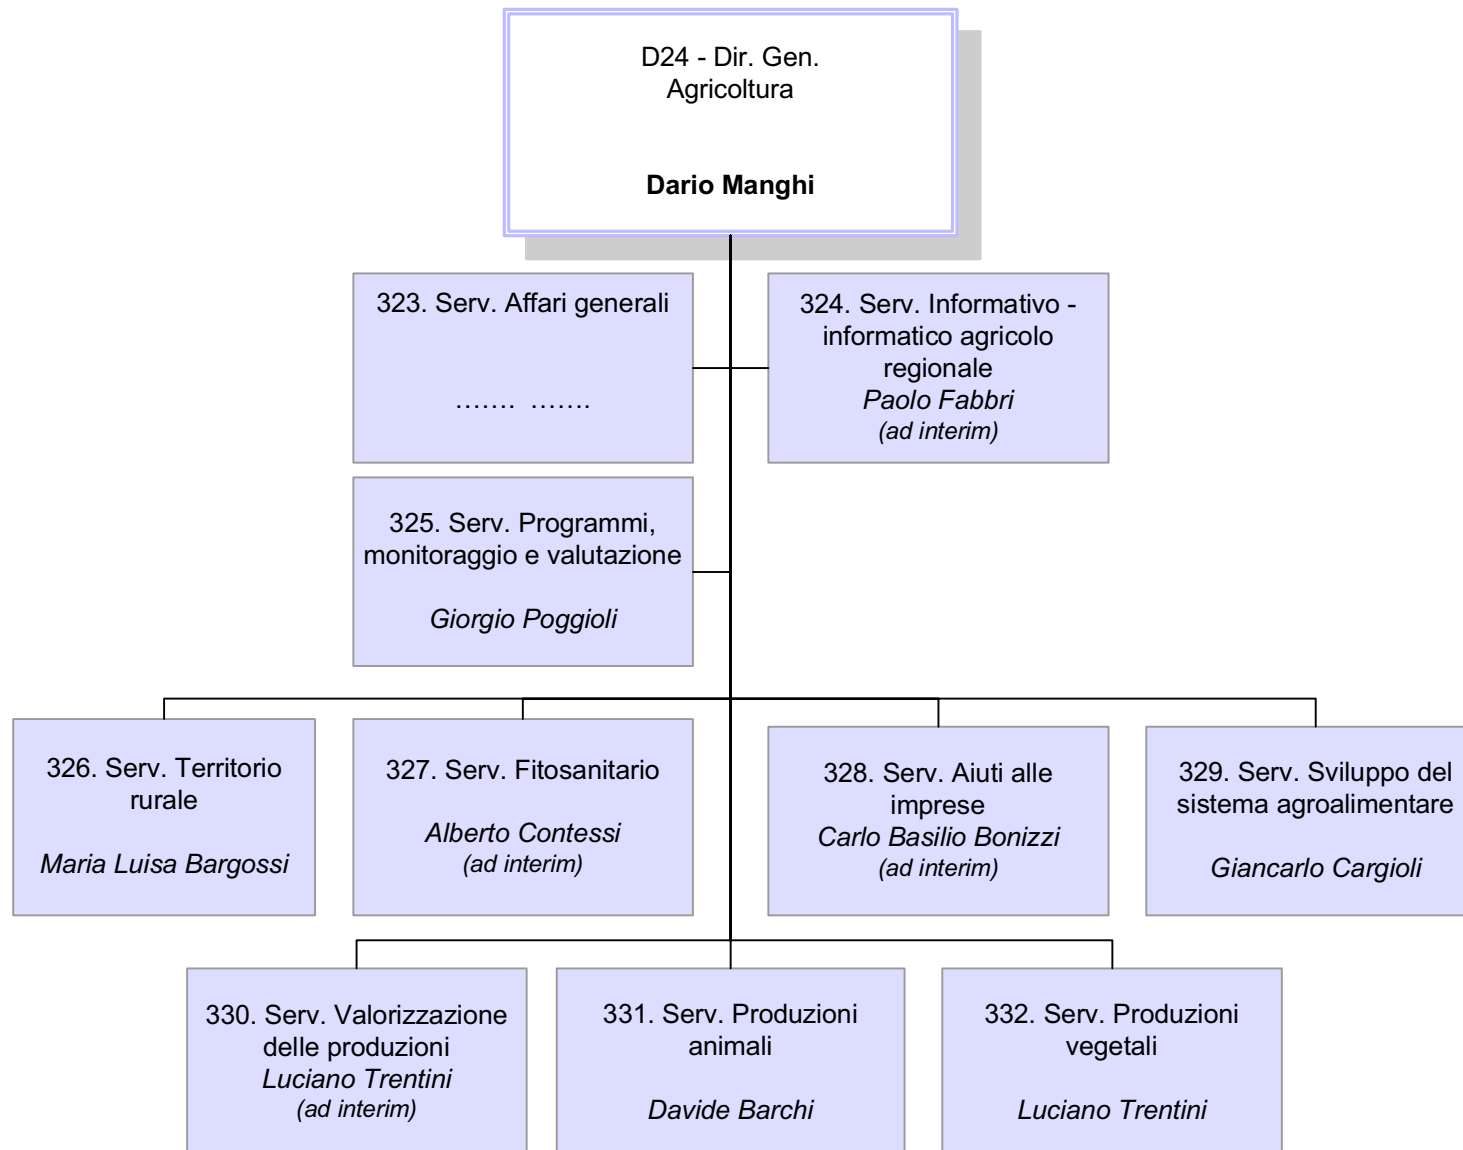 D24 - Dir. Gen.
Agricoltura
Dario Manghi
323. Serv. Affari generali
....... .......
324. Serv. Informativo -
informatico agricolo
regionale
Paolo Fabbri
(ad interim)
325. Serv. Programmi,
monitoraggio e valutazione
Giorgio Poggioli
326. Serv. Territorio
rurale
Maria Luisa Bargossi
327. Serv. Fitosanitario
Alberto Contessi
(ad interim)
328. Serv. Aiuti alle
imprese
Carlo Basilio Bonizzi
(ad interim)
329. Serv. Sviluppo del
sistema agroalimentare
Giancarlo Cargioli
330. Serv. Valorizzazione
delle produzioni
Luciano Trentini
(ad interim)
331. Serv. Produzioni
animali
Davide Barchi
332. Serv. Produzioni
vegetali
Luciano Trentini